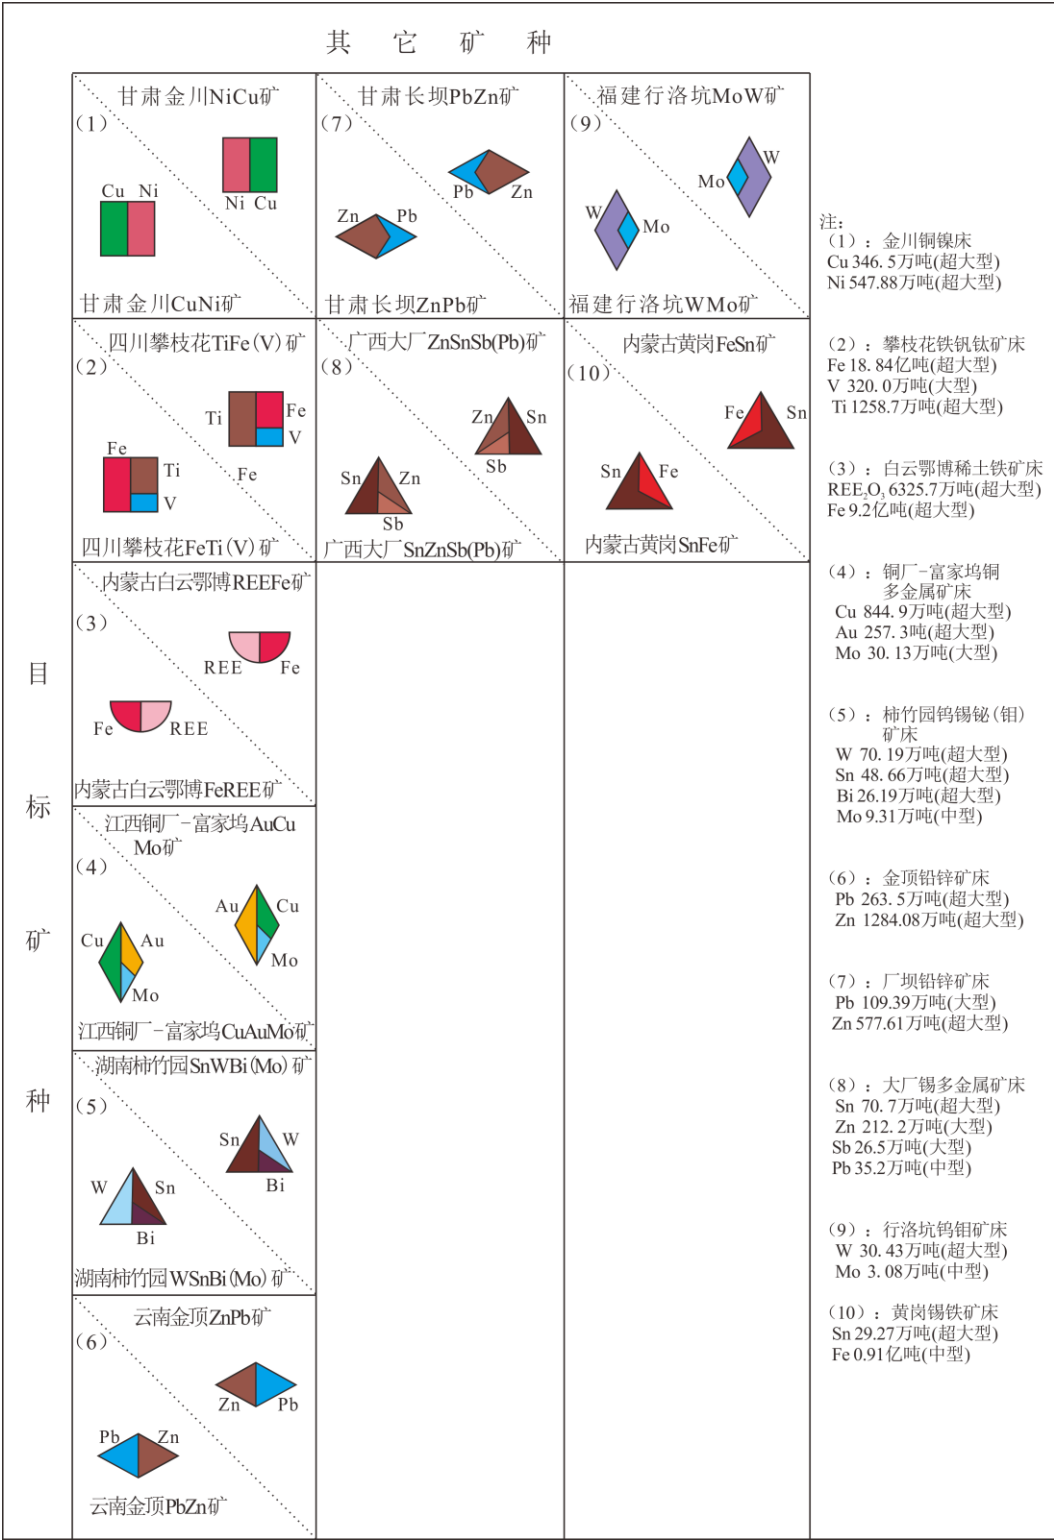 其它矿种
甘肃金川NiCu矿
(1)
Cu Ni
Ni Cu
甘肃金川CuNi矿
甘肃长坝PbZn矿
(7)
Pb Zn
Zn Pb
甘肃长坝ZnPb矿
福建行洛坑MoW矿
(9)
W
Mo
W
Mo
福建行洛坑WMo矿
四川攀枝花TiFe(V)矿
(2)
Ti
Fe
V
Fe
Ti
V
Fe
四川攀枝花FeTi(V)矿
广西大厂ZnSnSb(Pb)矿
(8)
Zn Sn
Sb
Sn Zn
Sb
广西大厂SnZnSb(Pb)矿
内蒙古黄岗FeSn矿
(10)
Fe Sn
Sn Fe
内蒙古黄岗SnFe矿
目标矿种
内蒙古白云鄂博REEFe矿
(3)
REE Fe
Fe REE
内蒙古白云鄂博FeREE矿
江西铜厂-富家坞AuCu
Mo矿
(4)
Au Cu
Mo
Cu Au
Mo
江西铜厂-富家坞CuAuMo矿
湖南柿竹园SnWBi(Mo)矿
(5)
Sn W
Bi
W Sn
Bi
湖南柿竹园WSnBi(Mo)矿
云南金顶ZnPb矿
(6)
Zn Pb
Pb Zn
云南金顶PbZn矿
注:
(1):金川铜镍床
Cu 346.5万吨(超大型)
Ni 547.88万吨(超大型)
(2):攀枝花铁钒钛矿床
Fe 18.84亿吨(超大型)
V 320.0万吨(大型)
Ti 1258.7万吨(超大型)
(3):白云鄂博稀土铁矿床
REE₂O₃ 6325.7万吨(超大型)
Fe 9.2亿吨(超大型)
(4):铜厂-富家坞铜
多金属矿床
Cu 844.9万吨(超大型)
Au 257.3吨(超大型)
Mo 30.13万吨(大型)
(5):柿竹园钨锡铋(钼)
矿床
W 70.19万吨(超大型)
Sn 48.66万吨(超大型)
Bi 26.19万吨(超大型)
Mo 9.31万吨(中型)
(6):金顶铅锌矿床
Pb 263.5万吨(超大型)
Zn 1284.08万吨(超大型)
(7):厂坝铅锌矿床
Pb 109.39万吨(大型)
Zn 577.61万吨(超大型)
(8):大厂锡多金属矿床
Sn 70.7万吨(超大型)
Zn 212.2万吨(大型)
Sb 26.5万吨(大型)
Pb 35.2万吨(中型)
(9):行洛坑钨钼矿床
W 30.43万吨(超大型)
Mo 3.08万吨(中型)
(10):黄岗锡铁矿床
Sn 29.27万吨(超大型)
Fe 0.91亿吨(中型)